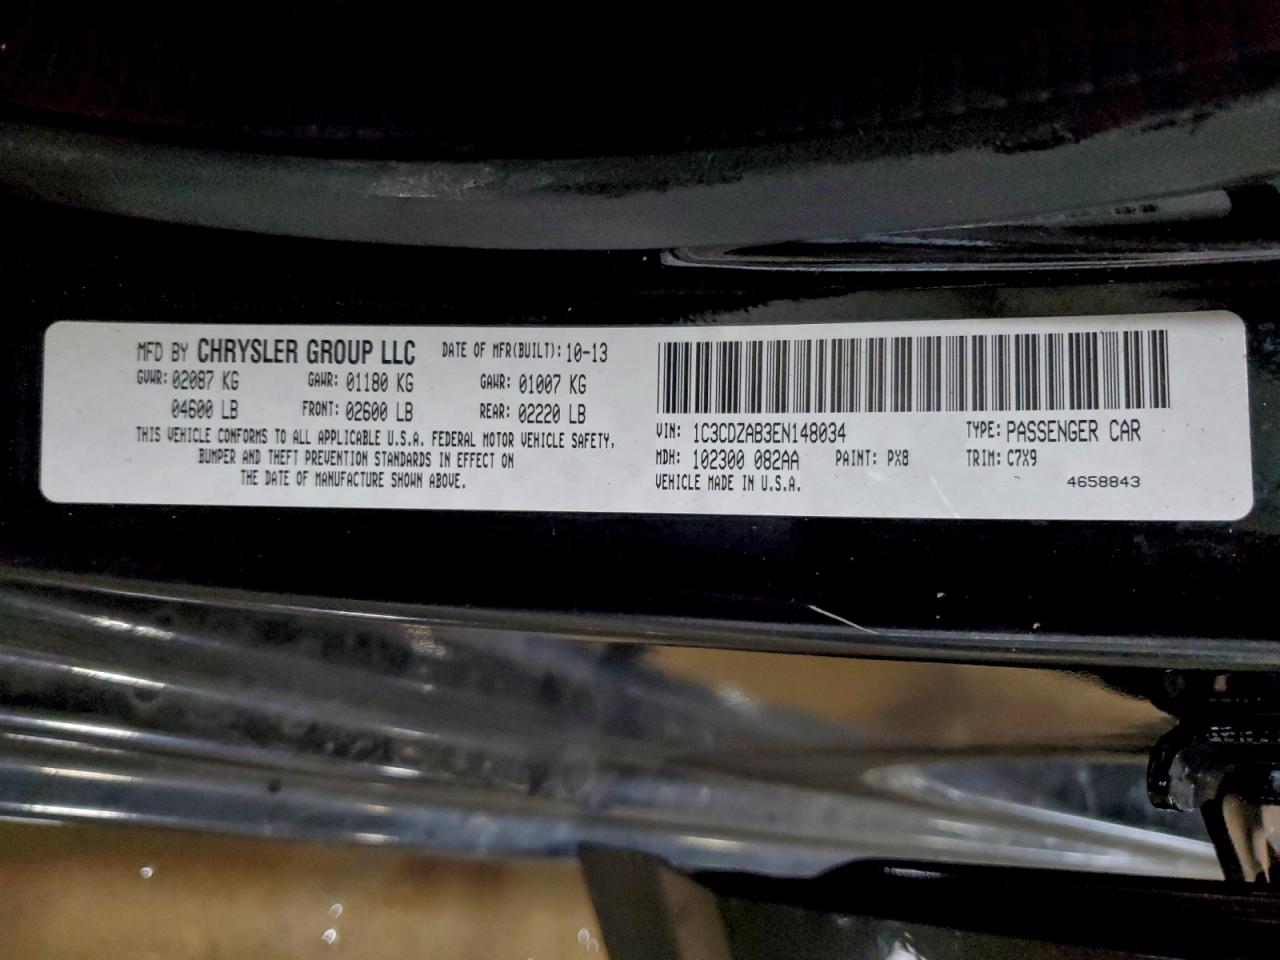 MFD BY CHRYSLER GROUP LLC DATE OF MFR(BUILT): 10-13
GVWR: 02087 KG GAWR: 01180 KG GAWR: 01007 KG
04600 LB FRONT: 02600 LB REAR: 02220 LB
THIS VEHICLE CONFORMS TO ALL APPLICABLE U.S.A. FEDERAL MOTOR VEHICLE SAFETY,
BUMPER AND THEFT PREVENTION STANDARDS IN EFFECT ON
THE DATE OF MANUFACTURE SHOWN ABOVE.
VIN: 1C3CDZAB3EN148034 TYPE: PASSENGER CAR
MDH: 102300 082AA PAINT: PX8 TRIM: C7X9
VEHICLE MADE IN U.S.A. 4658843